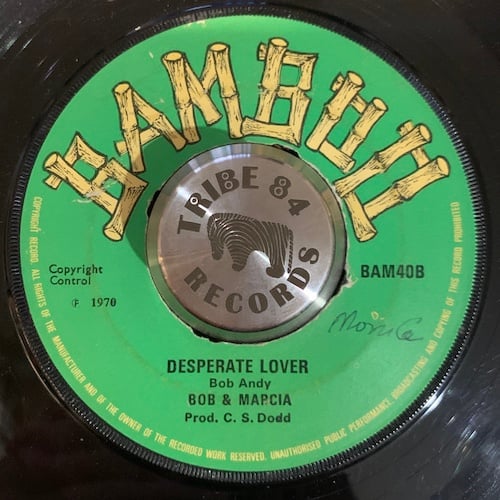 BAMBOO
TRIBE 84
RECORDS
Copyright
Control
℗ 1970
BAM40B
Monica
DESPERATE LOVER
Bob Andy
BOB & MARCIA
Prod. C. S. Dodd
COPYRIGHT RECORD. ALL RIGHTS OF THE MANUFACTURER AND OF THE OWNER OF THE RECORDED WORK RESERVED. UNAUTHORISED PUBLIC PERFORMANCE, BROADCASTING AND COPYING OF THIS RECORD PROHIBITED